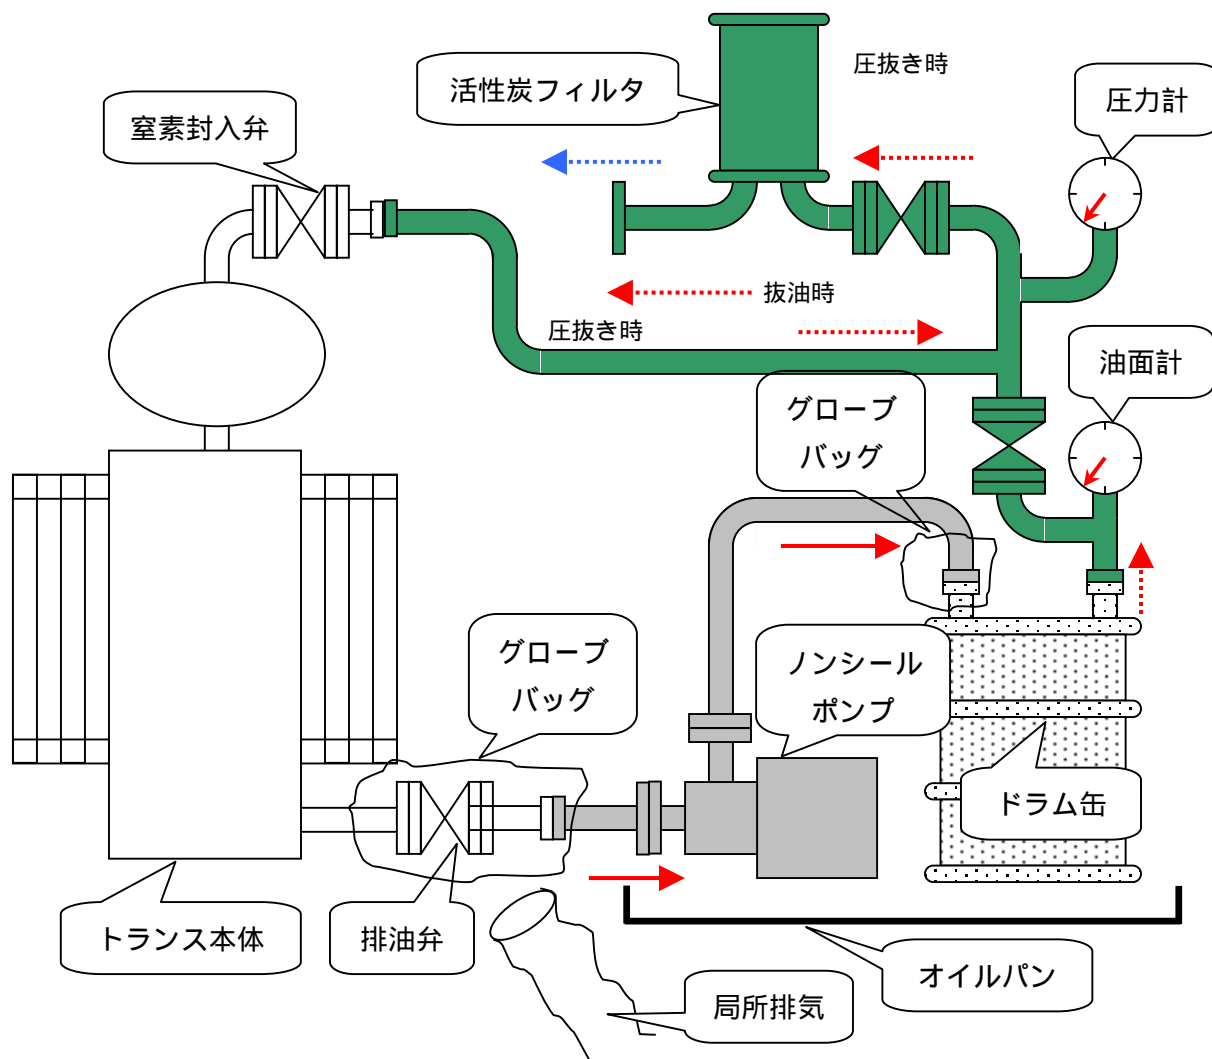 圧抜き時
活性炭フィルタ
圧力計
窒素封入弁
抜油時
圧抜き時
油面計
グローブ
バッグ
グローブ
バッグ
ノンシール
ポンプ
ドラム缶
トランス本体
排油弁
オイルパン
局所排気